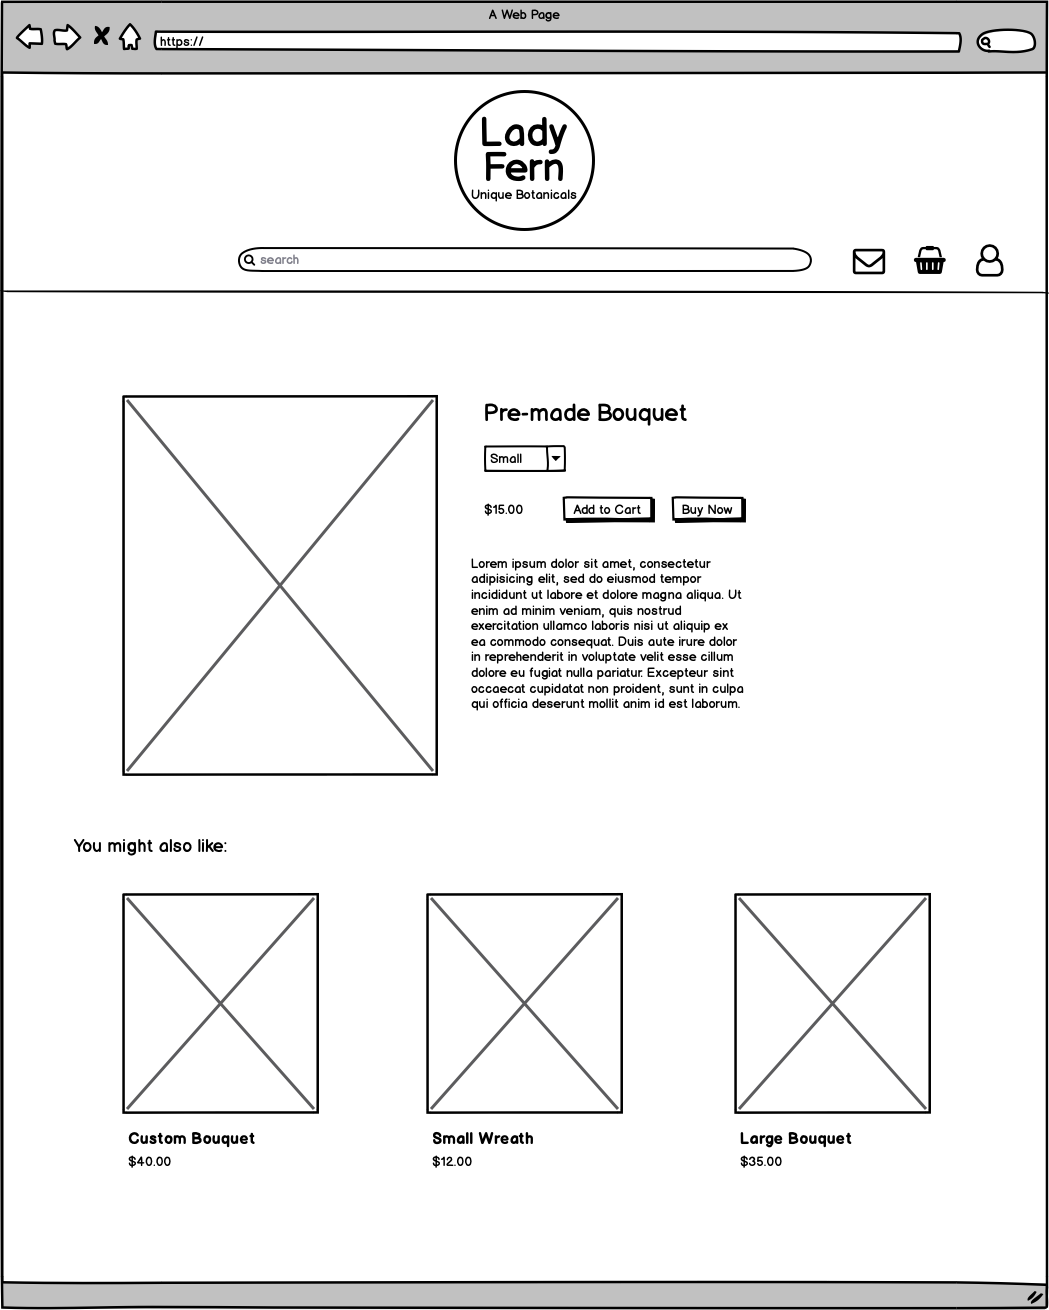 A Web Page
https://
Lady
Fern
Unique Botanicals
search
Pre-made Bouquet
Small
$15.00 Add to Cart Buy Now
Lorem ipsum dolor sit amet, consectetur
adipisicing elit, sed do eiusmod tempor
incididunt ut labore et dolore magna aliqua. Ut
enim ad minim veniam, quis nostrud
exercitation ullamco laboris nisi ut aliquip ex
ea commodo consequat. Duis aute irure dolor
in reprehenderit in voluptate velit esse cillum
dolore eu fugiat nulla pariatur. Excepteur sint
occaecat cupidatat non proident, sunt in culpa
qui officia deserunt mollit anim id est laborum.
You might also like:
Custom Bouquet
$40.00
Small Wreath
$12.00
Large Bouquet
$35.00